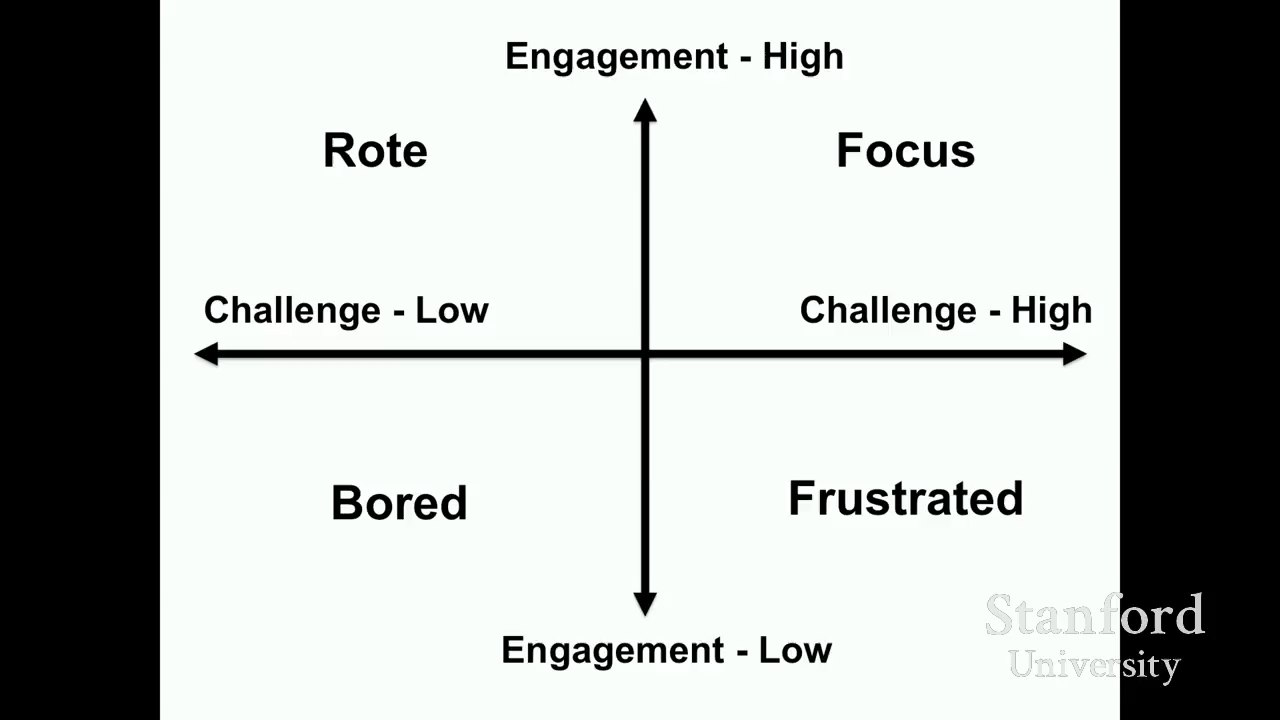 Engagement - High
Rote
Focus
Challenge - Low
Challenge - High
Bored
Frustrated
Engagement - Low
Stanford
University